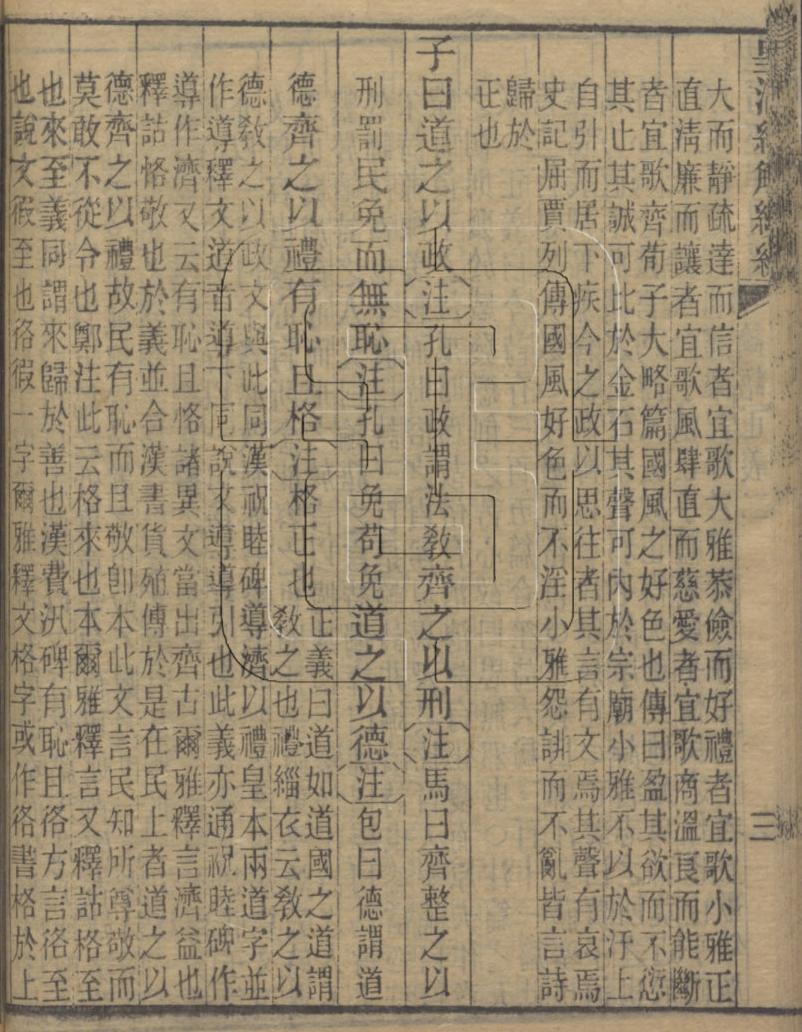 大而靜疏達而信者宜歌大雅恭儉而好禮者宜歌小雅正
直清廉而讓者宜歌風肆直而慈愛者宜歌商溫良而能斷
者宜歌齊荀子大略篇國風之好色也傳曰盈其欲而不愆
其止其誠可比於金石其聲可內於宗廟小雅不以於汙上
自引而居下疾今之政以思往者其言有文焉其聲有哀焉
史記屈賈列傳國風好色而不淫小雅怨誹而不亂皆言詩
歸於
正也
子曰道之以政注孔曰政謂法敎齊之以刑注馬曰齊整之以
刑罰民免而無恥注孔曰免苟免道之以德注包曰德謂道
德齊之以禮有恥且格注格正也
正義曰道如道國之道謂
敎之也禮緇衣云敎之以
德敎之以政文與此同漢祝睦碑導濟以禮皇本兩道字並
作導釋文道音導下同說文導導引也此義亦通祝睦碑作
導作濟又云有恥且恪諸異文當出齊古爾雅釋言濟益也
釋詁恪敬也於義並合漢書貨殖傳於是在民上者道之以
德齊之以禮故民有恥而且敬卽本此文言民知所尊敬而
莫敢不從令也鄭注此云格來也本爾雅釋言又釋詁格至
也來至義同謂來歸於善也漢費汎碑有恥且佫方言佫至
也說文徦至也佫徦一字爾雅釋文格字或作佫書格於上
三